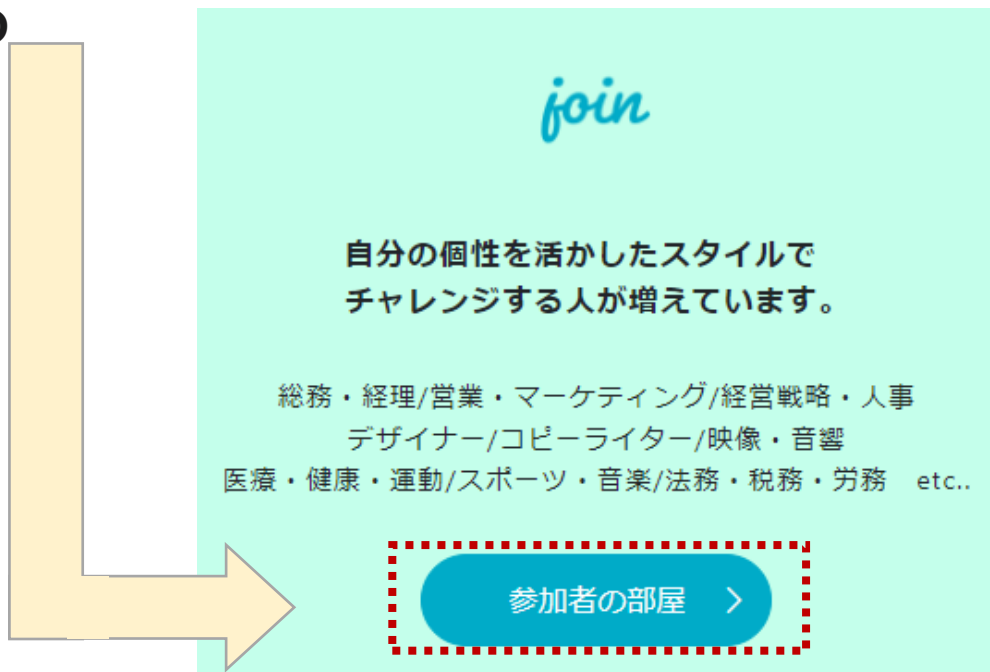 join
自分の個性を活かしたスタイルで
チャレンジする人が増えています。
総務・経理/営業・マーケティング/経営戦略・人事
デザイナー/コピーライター/映像・音響
医療・健康・運動/スポーツ・音楽/法務・税務・労務　etc..
参加者の部屋